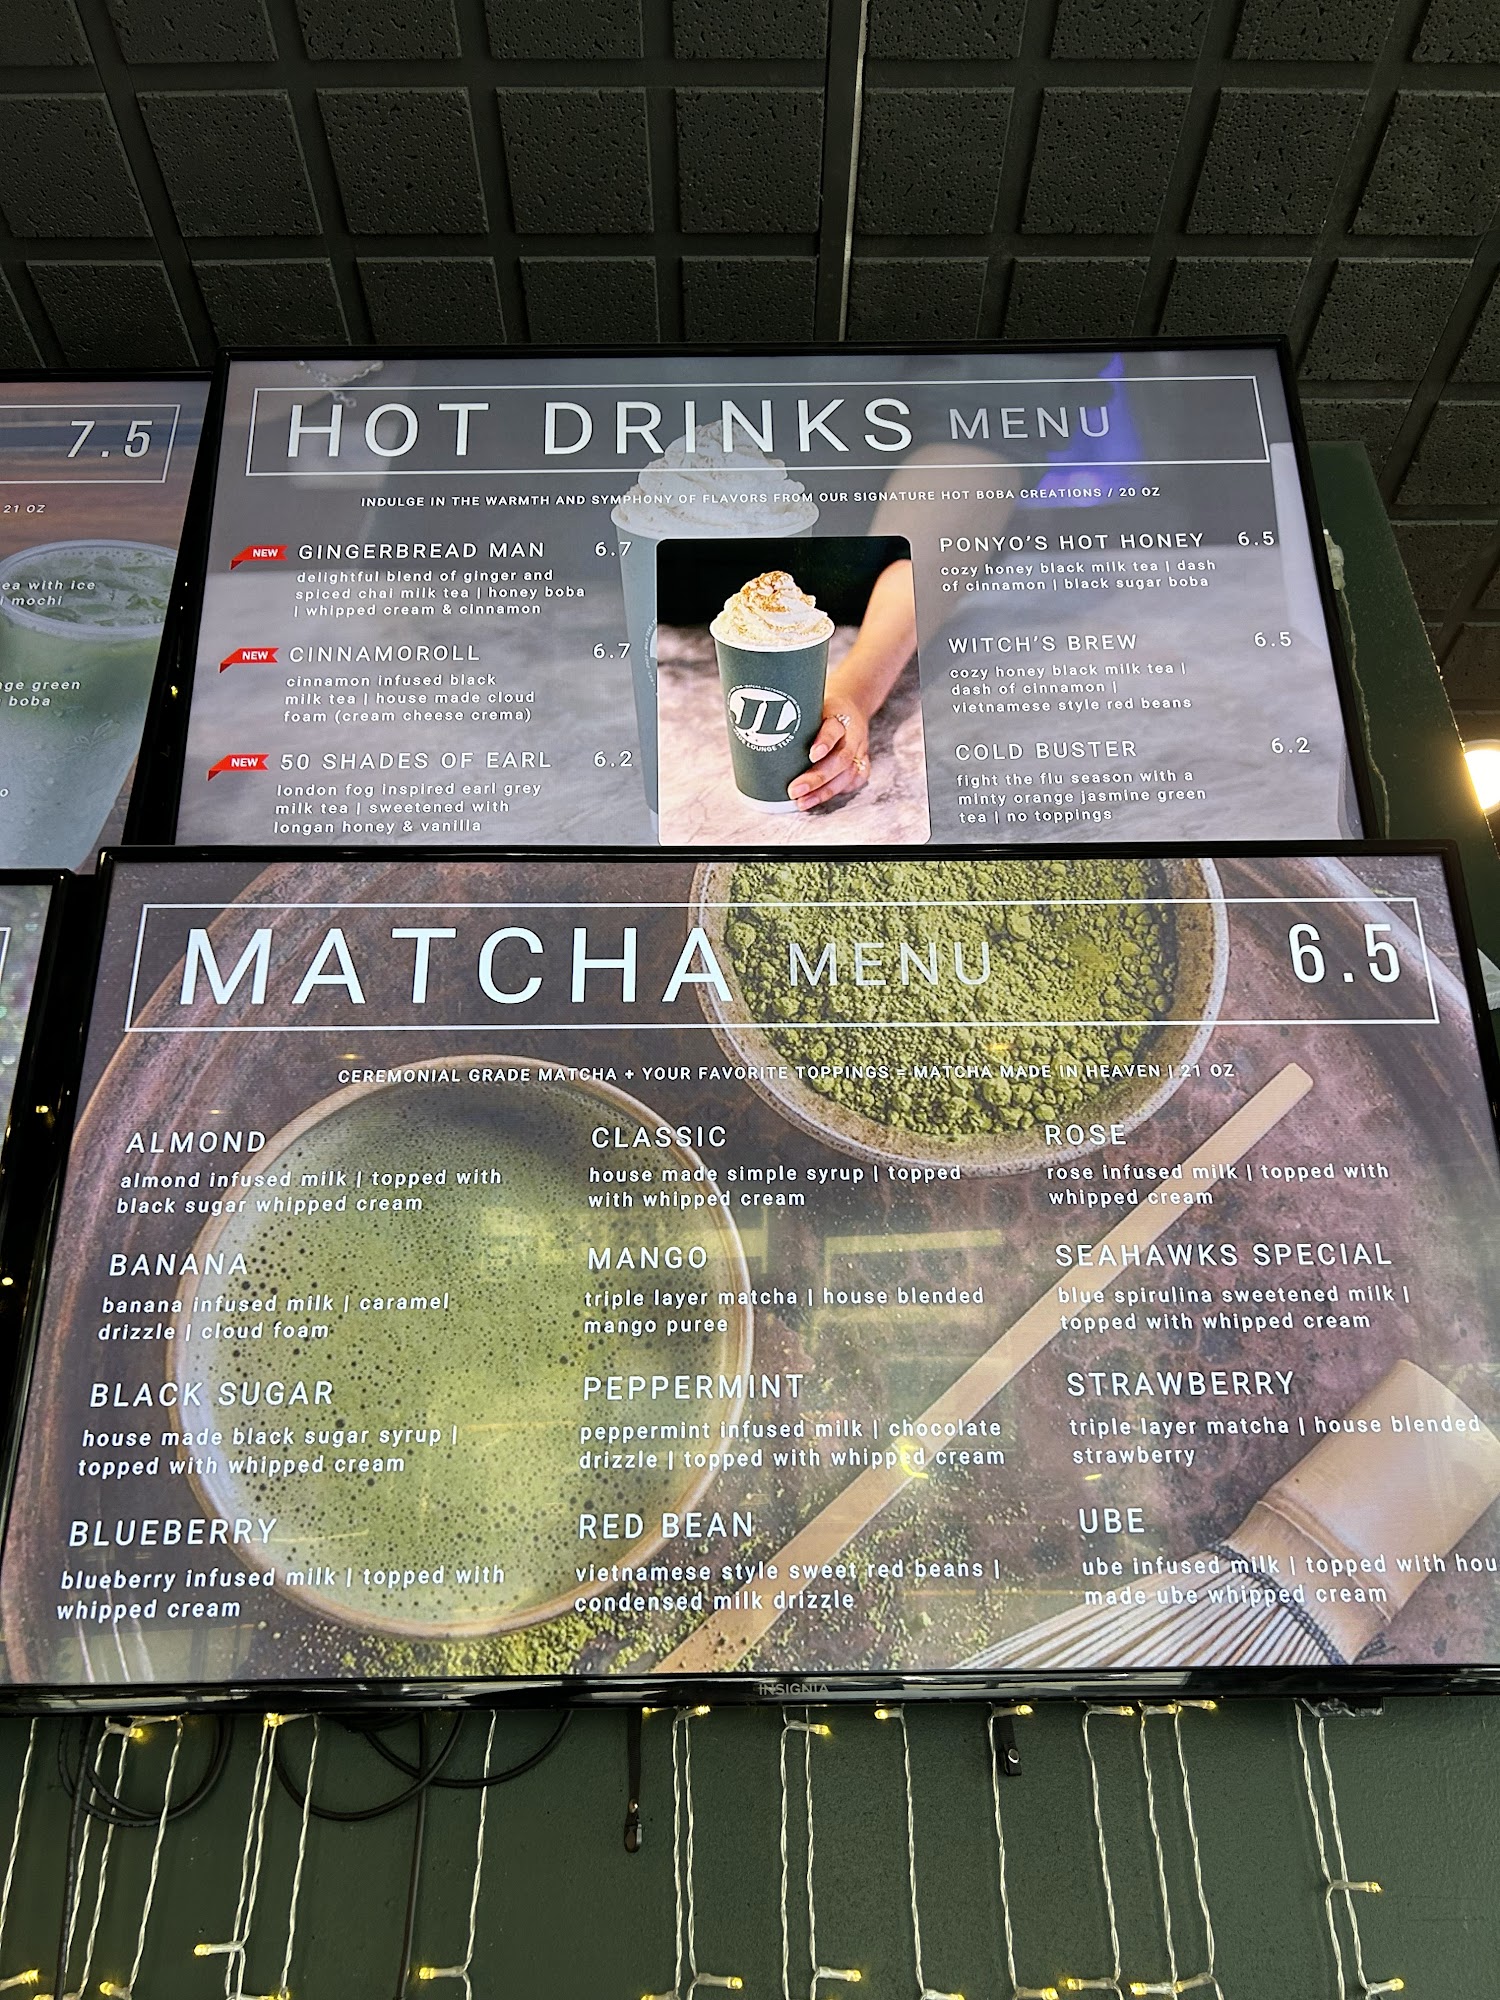 7.5
21 OZ
ea with ice
mochi
nge green
boba
HOT DRINKS MENU
INDULGE IN THE WARMTH AND SYMPHONY OF FLAVORS FROM OUR SIGNATURE HOT BOBA CREATIONS / 20 OZ
NEW GINGERBREAD MAN 6.7
delightful blend of ginger and
spiced chai milk tea | honey boba
| whipped cream & cinnamon
NEW CINNAMOROLL 6.7
cinnamon infused black
milk tea | house made cloud
foam (cream cheese crema)
NEW 50 SHADES OF EARL 6.2
london fog inspired earl grey
milk tea | sweetened with
longan honey & vanilla
JL
LOUNGE TEAS
PONYO'S HOT HONEY 6.5
cozy honey black milk tea | dash
of cinnamon | black sugar boba
WITCH'S BREW 6.5
cozy honey black milk tea |
dash of cinnamon |
vietnamese style red beans
COLD BUSTER 6.2
fight the flu season with a
minty orange jasmine green
tea | no toppings
MATCHA MENU 6.5
CEREMONIAL GRADE MATCHA + YOUR FAVORITE TOPPINGS = MATCHA MADE IN HEAVEN | 21 OZ
ALMOND
almond infused milk | topped with
black sugar whipped cream
BANANA
banana infused milk | caramel
drizzle | cloud foam
BLACK SUGAR
house made black sugar syrup |
topped with whipped cream
BLUEBERRY
blueberry infused milk | topped with
whipped cream
CLASSIC
house made simple syrup | topped
with whipped cream
MANGO
triple layer matcha | house blended
mango puree
PEPPERMINT
peppermint infused milk | chocolate
drizzle | topped with whipped cream
RED BEAN
vietnamese style sweet red beans |
condensed milk drizzle
ROSE
rose infused milk | topped with
whipped cream
SEAHAWKS SPECIAL
blue spirulina sweetened milk |
topped with whipped cream
STRAWBERRY
triple layer matcha | house blended
strawberry
UBE
ube infused milk | topped with hou
made ube whipped cream
INSIGNIA